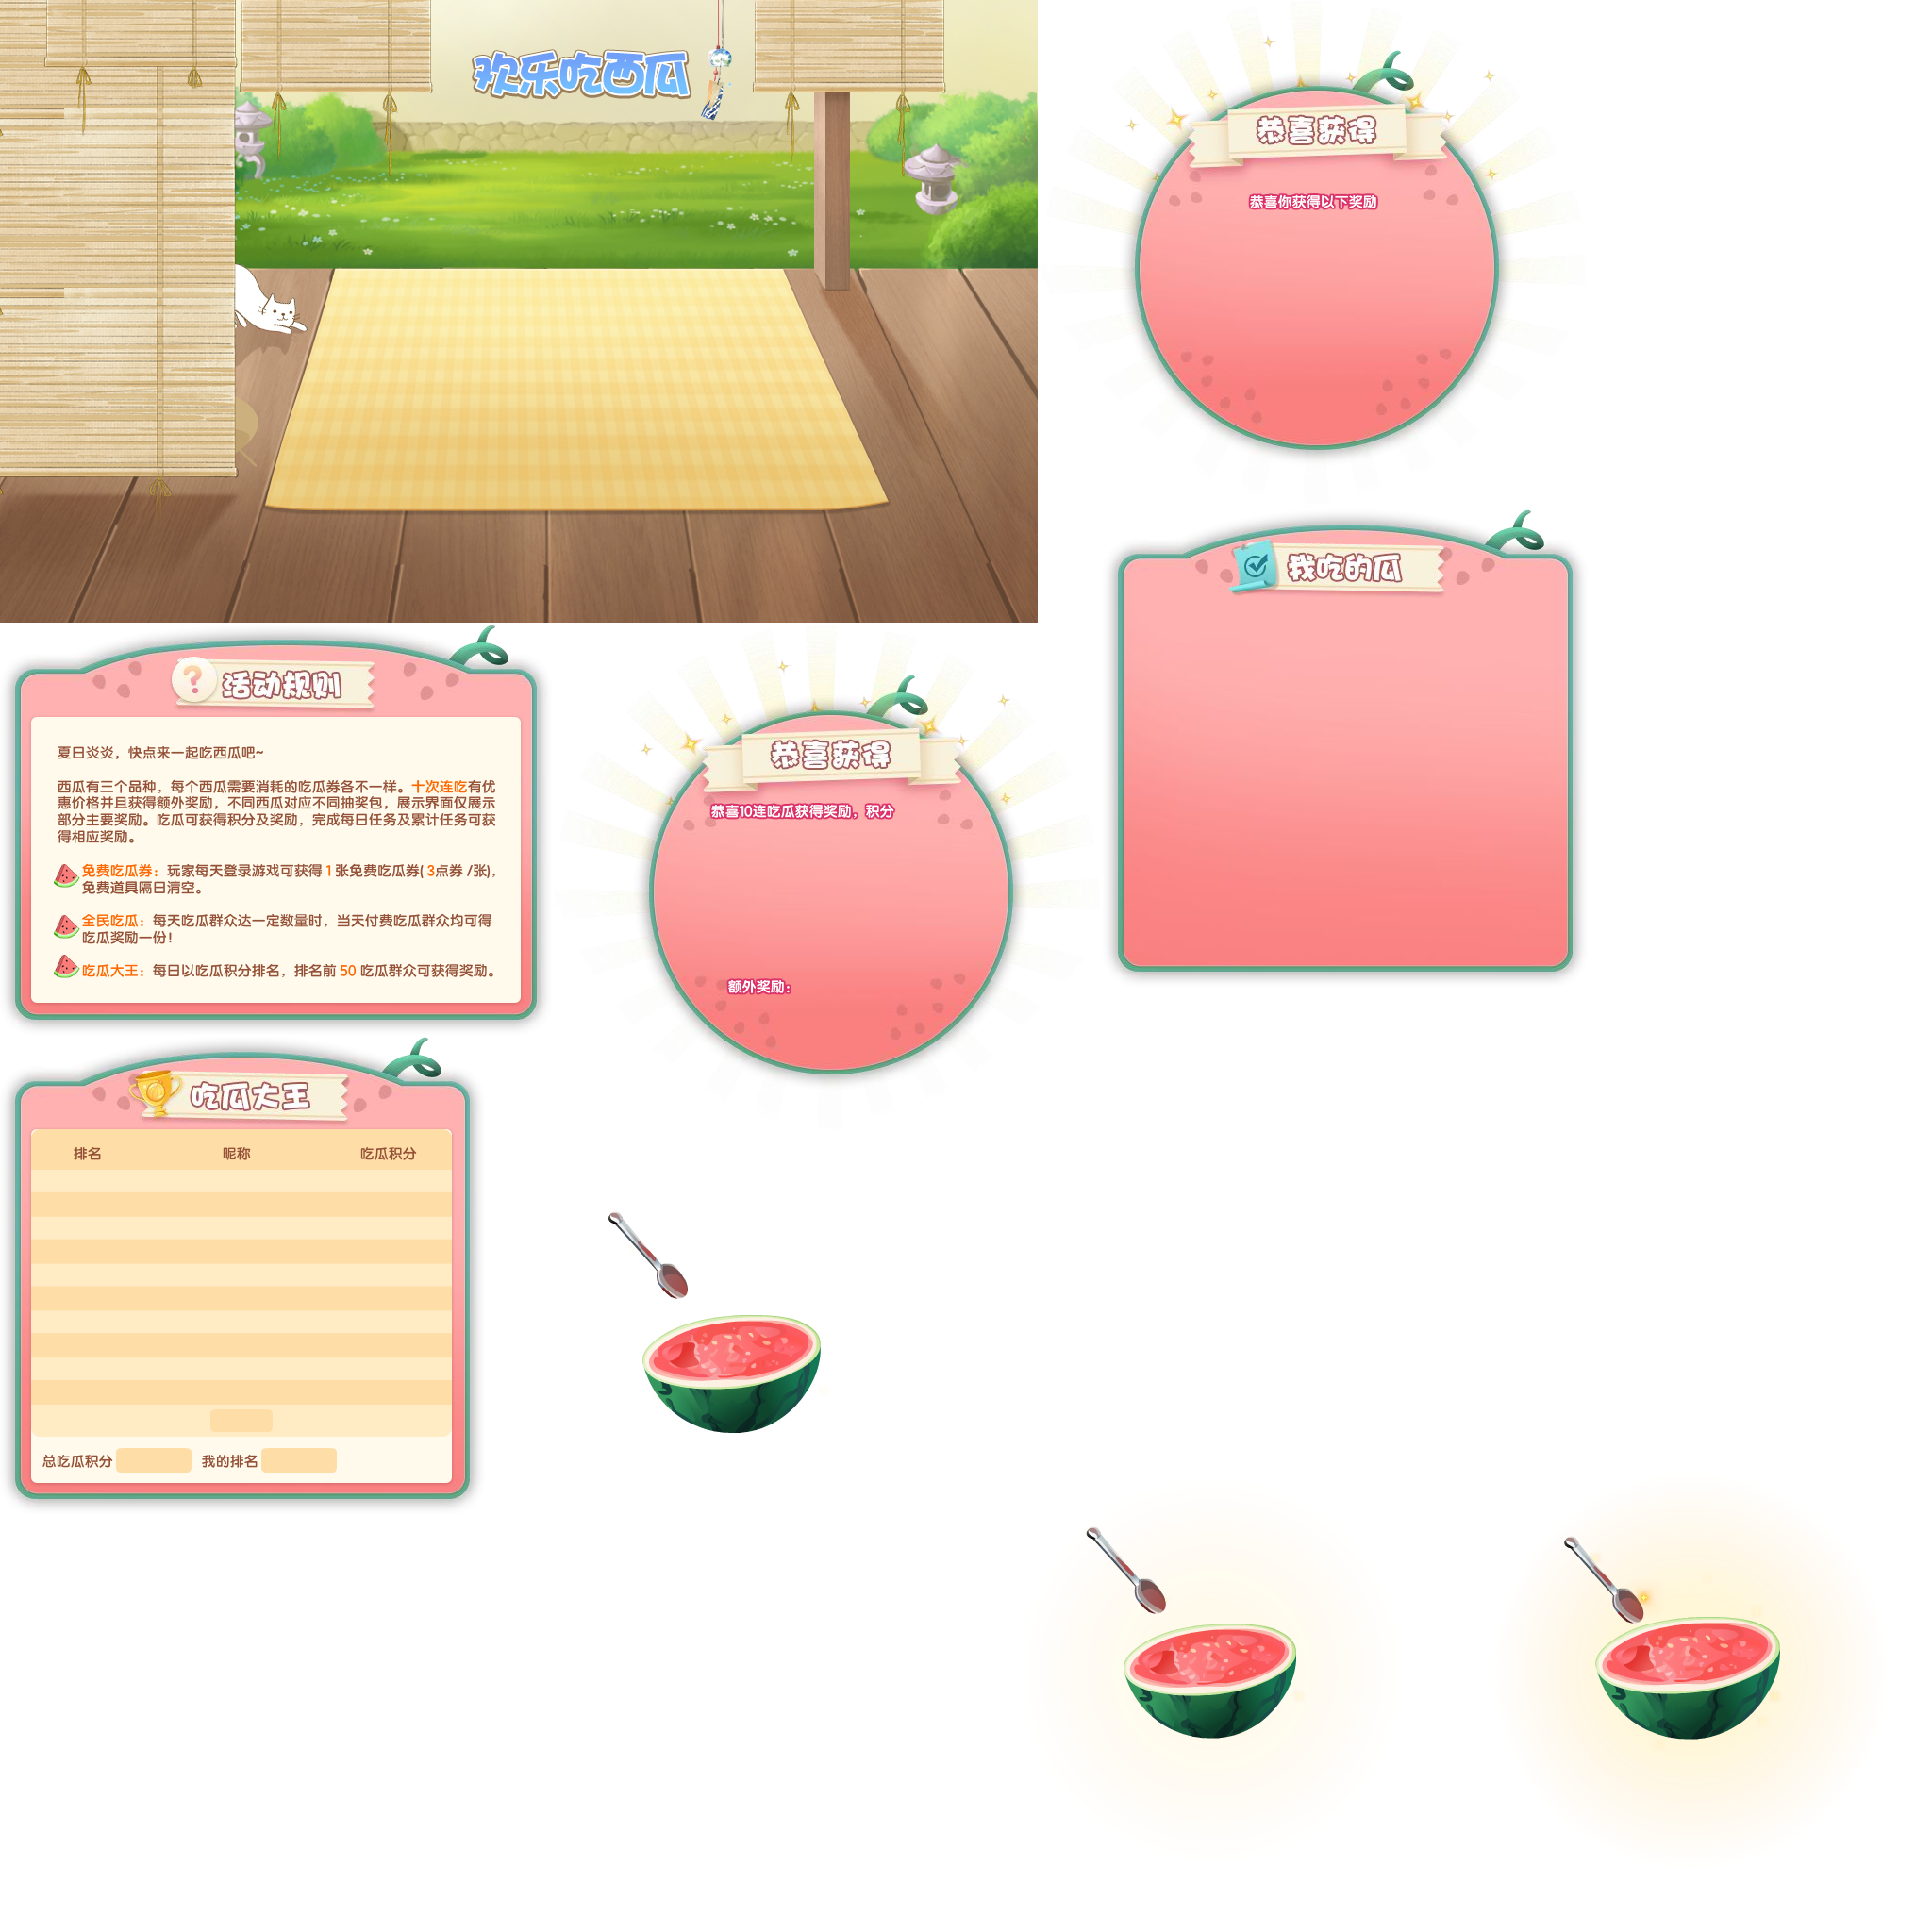 欢乐吃西瓜
恭喜获得
恭喜你获得以下奖励
我吃的瓜
活动规则
夏日炎炎，快点来一起吃西瓜吧~
西瓜有三个品种，每个西瓜需要消耗的吃瓜券各不一样。十次连吃有优
惠价格并且获得额外奖励，不同西瓜对应不同抽奖包，展示界面仅展示
部分主要奖励。吃瓜可获得积分及奖励，完成每日任务及累计任务可获
得相应奖励。
免费吃瓜券：玩家每天登录游戏可获得 1 张免费吃瓜券( 3点券 /张)，
免费道具隔日清空。
全民吃瓜：每天吃瓜群众达一定数量时，当天付费吃瓜群众均可得
吃瓜奖励一份！
吃瓜大王：每日以吃瓜积分排名，排名前 50 吃瓜群众可获得奖励。
恭喜获得
恭喜10连吃瓜获得奖励，积分
额外奖励：
吃瓜大王
排名 昵称 吃瓜积分
总吃瓜积分 我的排名